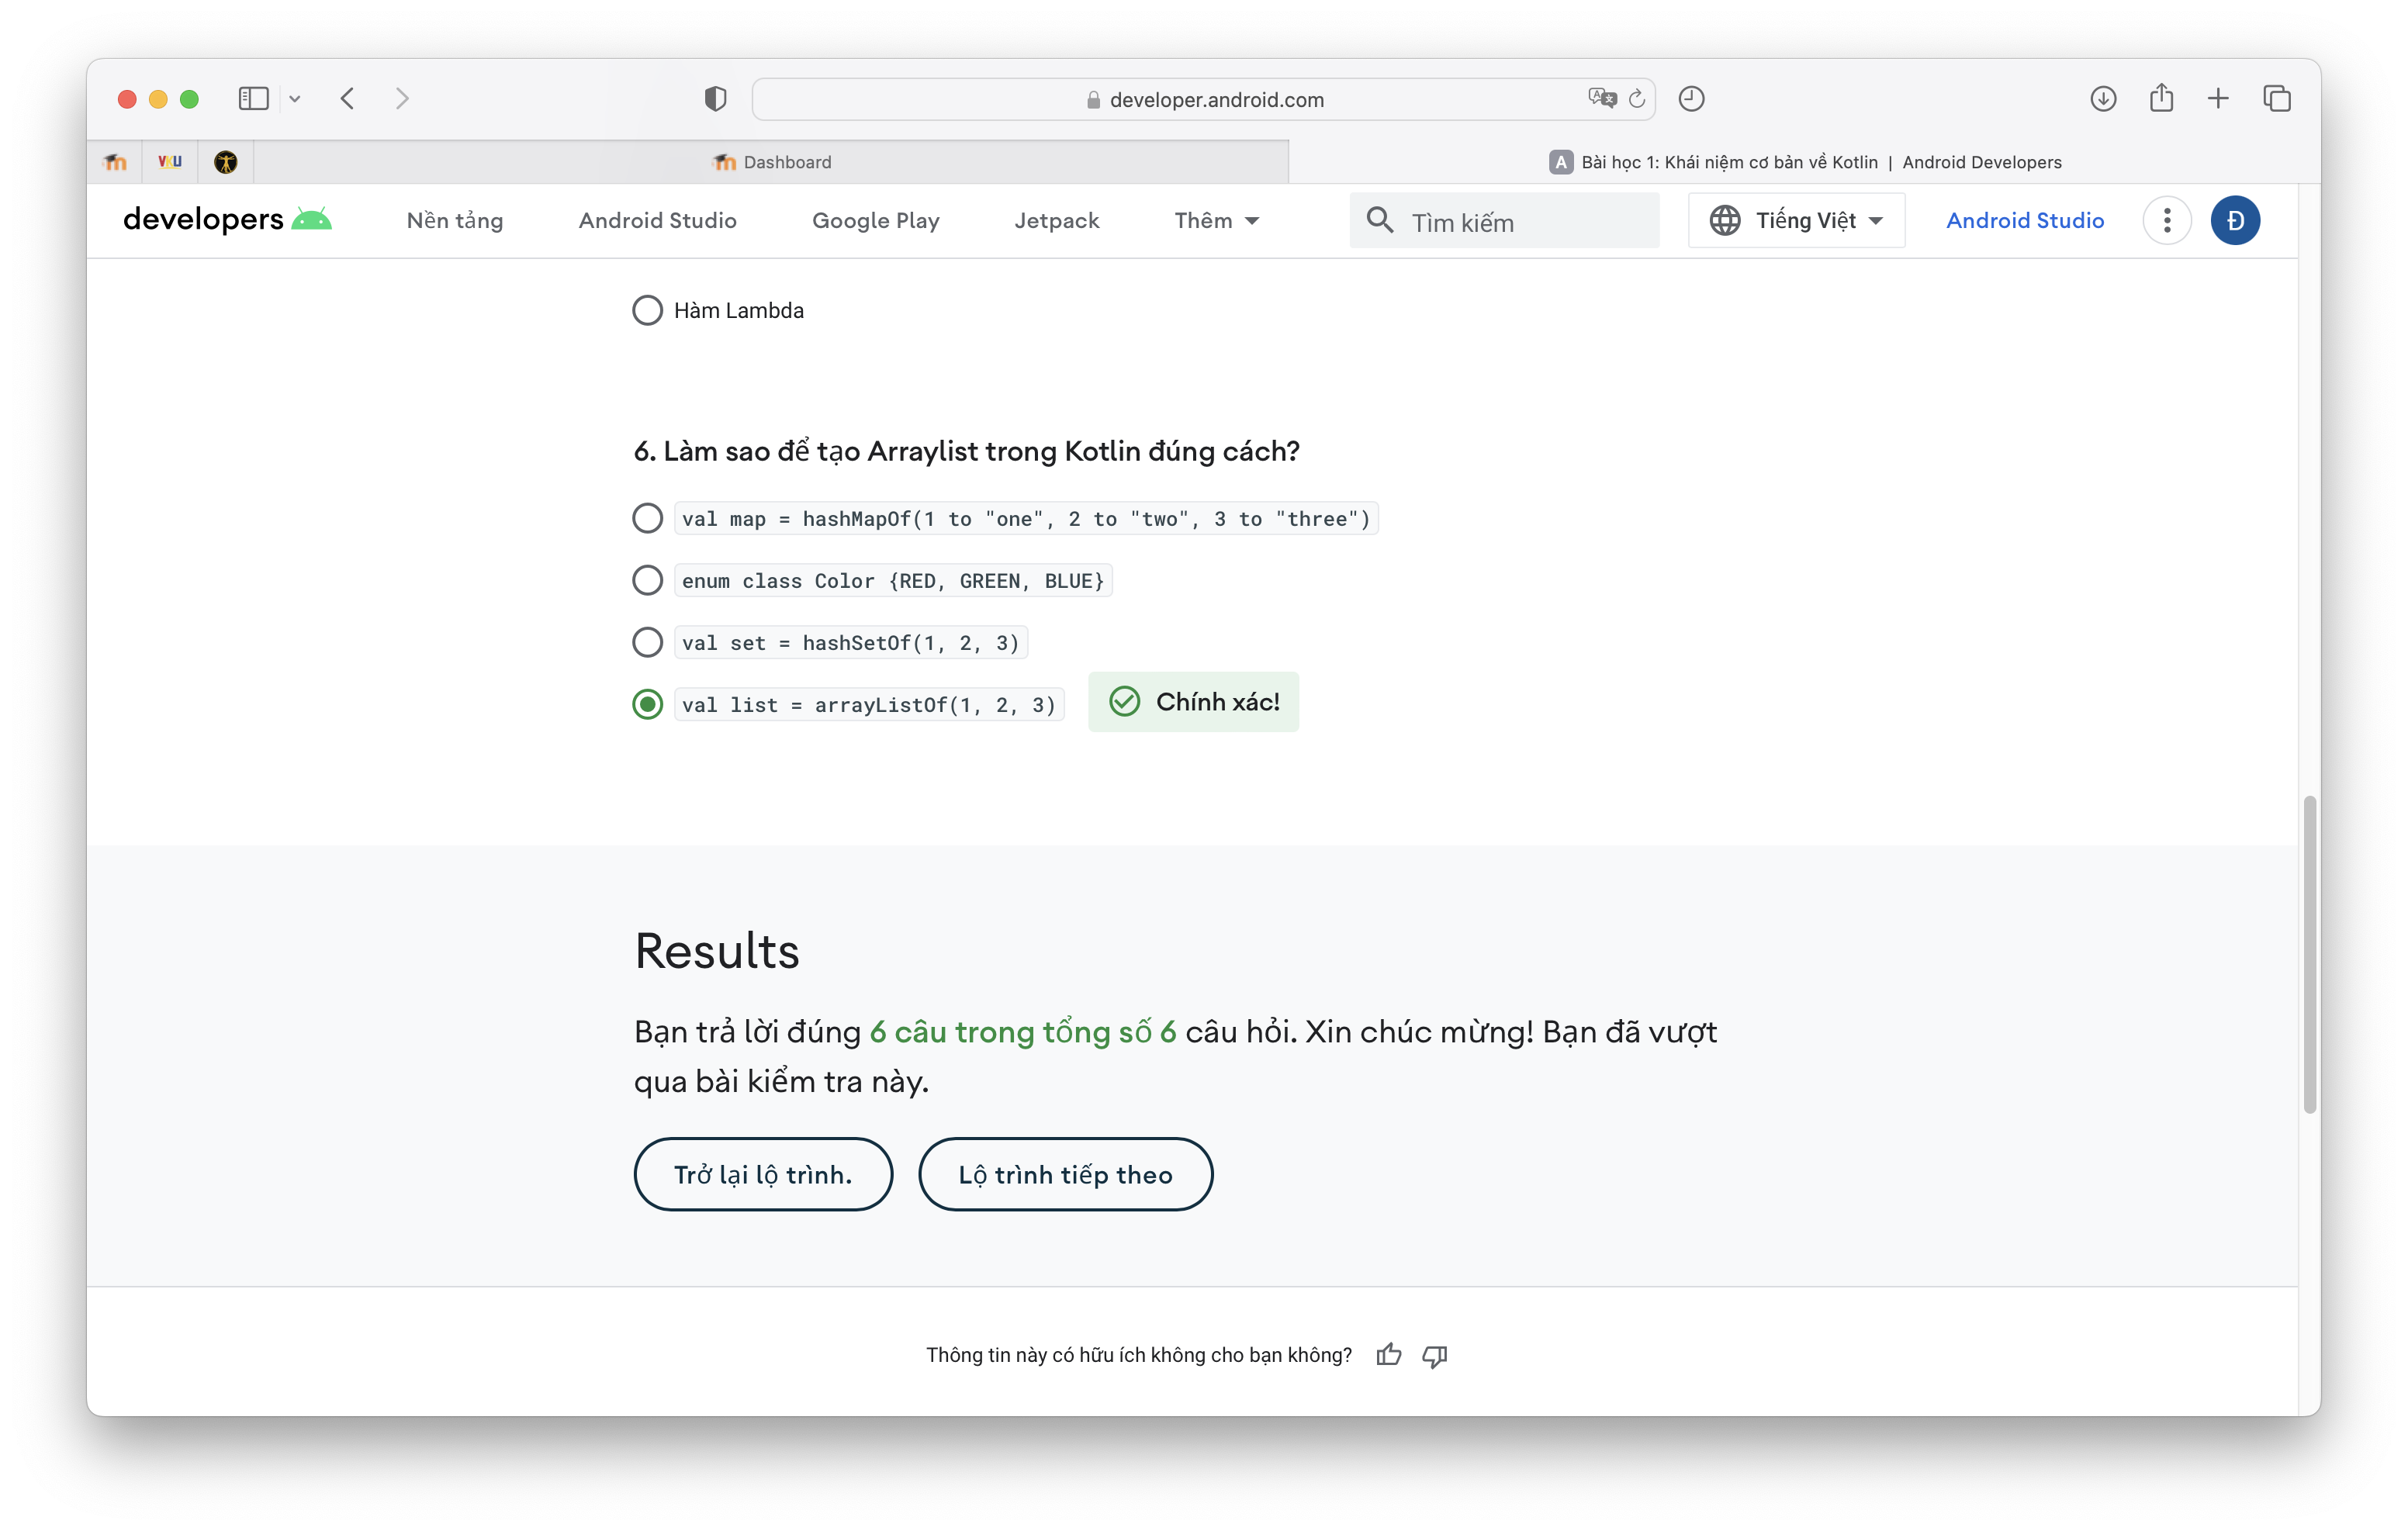 developer.android.com
VKU
Dashboard
A Bài học 1: Khái niệm cơ bản về Kotlin | Android Developers
developers
Nền tảng
Android Studio
Google Play
Jetpack
Thêm
Tìm kiếm
Tiếng Việt
Android Studio
Đ
Hàm Lambda
6. Làm sao để tạo Arraylist trong Kotlin đúng cách?
val map = hashMapOf(1 to "one", 2 to "two", 3 to "three")
enum class Color {RED, GREEN, BLUE}
val set = hashSetOf(1, 2, 3)
val list = arrayListOf(1, 2, 3)
Chính xác!
Results
Bạn trả lời đúng 6 câu trong tổng số 6 câu hỏi. Xin chúc mừng! Bạn đã vượt
qua bài kiểm tra này.
Trở lại lộ trình.
Lộ trình tiếp theo
Thông tin này có hữu ích không cho bạn không?